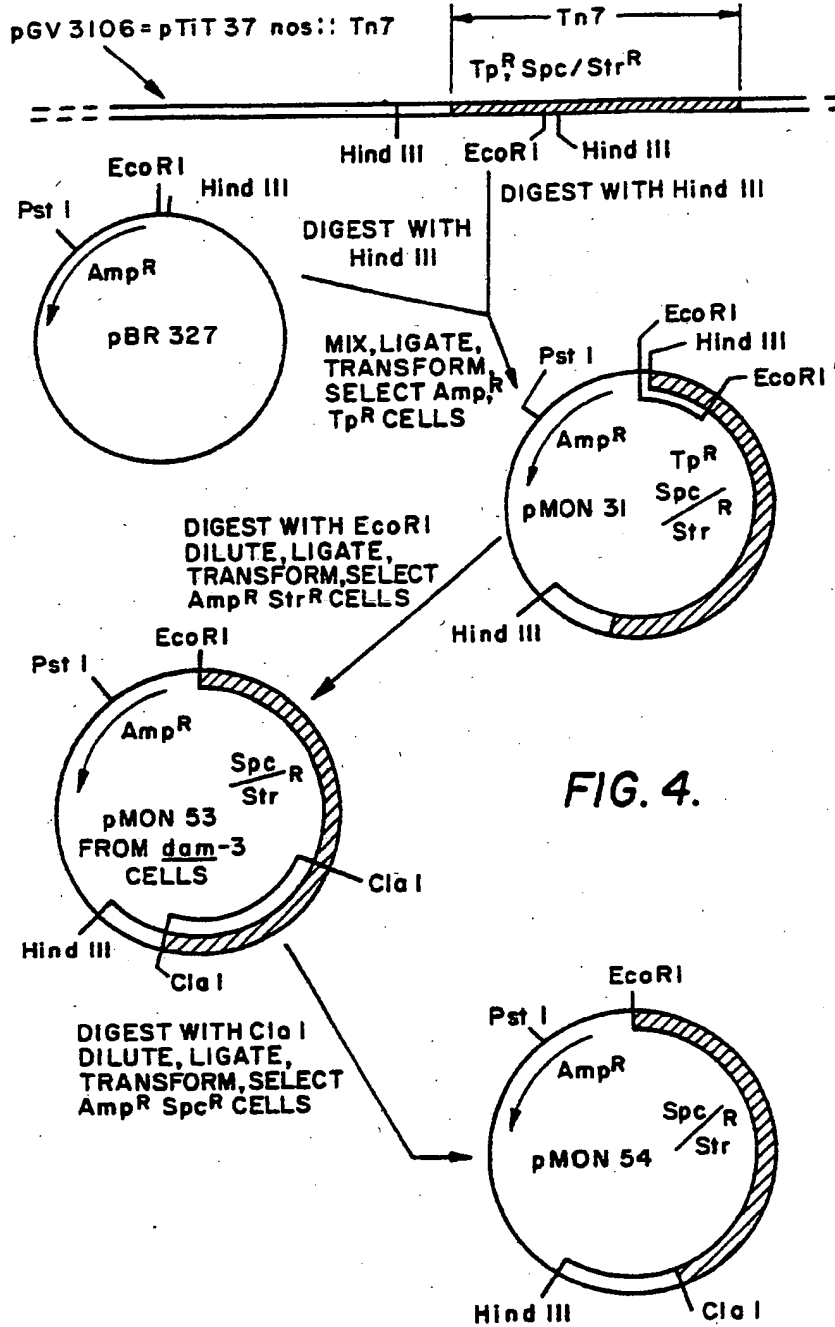 pGV 3106 = pTiT 37 nos:: Tn7
Tn7
Tp^R, Spc/Str^R
Hind III
EcoRI
Hind III
DIGEST WITH Hind III
EcoRI
Hind III
Pst I
Amp^R
pBR 327
DIGEST WITH
Hind III
MIX, LIGATE,
TRANSFORM,
SELECT Amp,^R
Tp^R CELLS
EcoRI
Hind III
EcoRI
Pst I
Amp^R
Tp^R
Spc/Str R
pMON 31
Hind III
DIGEST WITH EcoRI
DILUTE, LIGATE,
TRANSFORM, SELECT
Amp^R Str^R CELLS
EcoRI
Pst I
Amp^R
Spc/Str R
pMON 53
FROM dam-3
CELLS
Cla I
Hind III
Cla I
FIG. 4.
DIGEST WITH Cla I
DILUTE, LIGATE,
TRANSFORM, SELECT
Amp^R Spc^R CELLS
EcoRI
Pst I
Amp^R
Spc/Str R
pMON 54
Hind III
Cla I